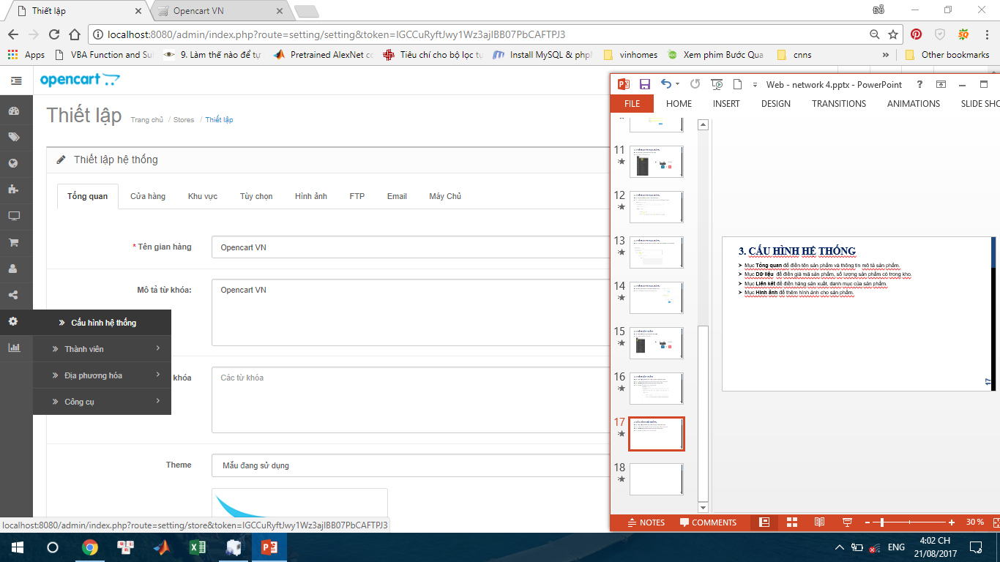 Thiết lập
Opencart VN
Đỗ
localhost:8080/admin/index.php?route=setting/setting&token=IGCCuRyftJwy1Wz3ajIBB07PbCAFTPJ3
Apps
VBA Function and Su
9. Làm thế nào để tự
Pretrained AlexNet co
Tiêu chí cho bộ lọc tự
Install MySQL & php
vinhomes
Xem phim Bước Qua
cnns
»
Other bookmarks
opencart
Thiết lập
Trang chủ / Stores / Thiết lập
Thiết lập hệ thống
Tổng quan
Cửa hàng
Khu vực
Tùy chọn
Hình ảnh
FTP
Email
Máy Chủ
* Tên gian hàng
Opencart VN
Mô tả từ khóa:
Opencart VN
Cấu hình hệ thống
Thành viên
Địa phương hóa
Công cụ
khóa
Các từ khóa
Theme
Mẫu đang sử dụng
localhost:8080/admin/index.php?route=setting/store&token=IGCCuRyftJwy1Wz3ajIBB07PbCAFTPJ3
Web - network 4.pptx - PowerPoint
?
FILE
HOME
INSERT
DESIGN
TRANSITIONS
ANIMATIONS
SLIDE SHO
11
12
13
14
15
16
17
18
3. CẤU HÌNH HỆ THỐNG
Mục Tổng quan để điền tên sản phẩm và thông tin mô tả sản phẩm.
Mục Dữ liệu để điền giá mã sản phẩm, số lượng sản phẩm có trong kho.
Mục Liên kết để điền hãng sản xuất, danh mục của sản phẩm.
Mục Hình ảnh để thêm hình ảnh cho sản phẩm.
17
NOTES
COMMENTS
30 %
ENG
4:02 CH
21/08/2017